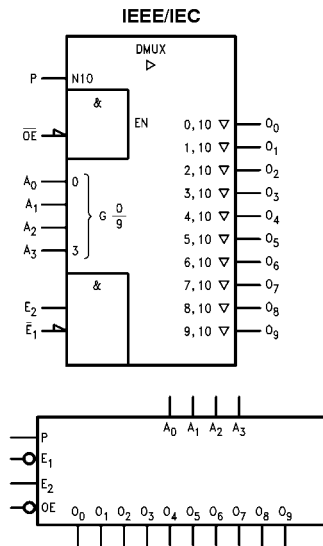 IEEE/IEC
DMUX
P N10
&
EN
OE
0,10 O0
1,10 O1
A0 0 2,10 O2
A1 3,10 O3
G 0/9
A2 4,10 O4
A3 3 5,10 O5
6,10 O6
& 7,10 O7
E2 8,10 O8
E̅1 9,10 O9
A0 A1 A2 A3
P
E1
E2
OE
O0 O1 O2 O3 O4 O5 O6 O7 O8 O9